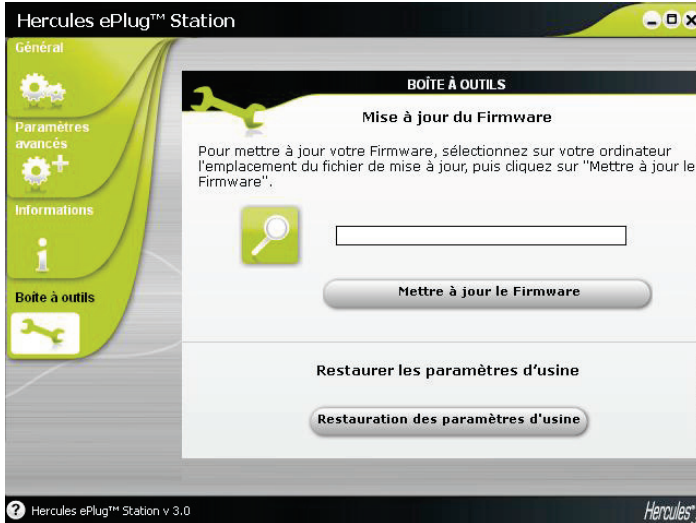 Hercules ePlug™ Station
Général
Paramètres
avancés
Informations
Boîte à outils
BOÎTE À OUTILS
Mise à jour du Firmware
Pour mettre à jour votre Firmware, sélectionnez sur votre ordinateur
l'emplacement du fichier de mise à jour, puis cliquez sur "Mettre à jour le
Firmware".
Mettre à jour le Firmware
Restaurer les paramètres d’usine
Restauration des paramètres d'usine
Hercules ePlug™ Station v 3.0
Hercules